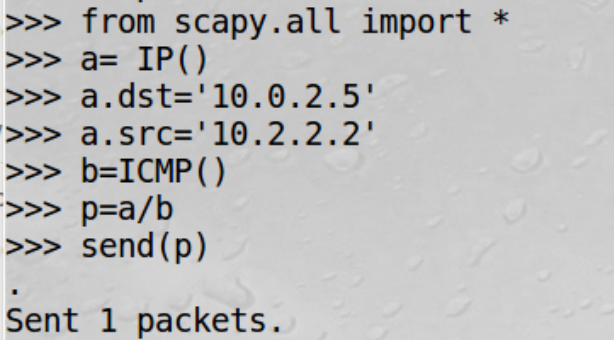 >>> from scapy.all import *
>>> a= IP()
>>> a.dst='10.0.2.5'
>>> a.src='10.2.2.2'
>>> b=ICMP()
>>> p=a/b
>>> send(p)
.
Sent 1 packets.